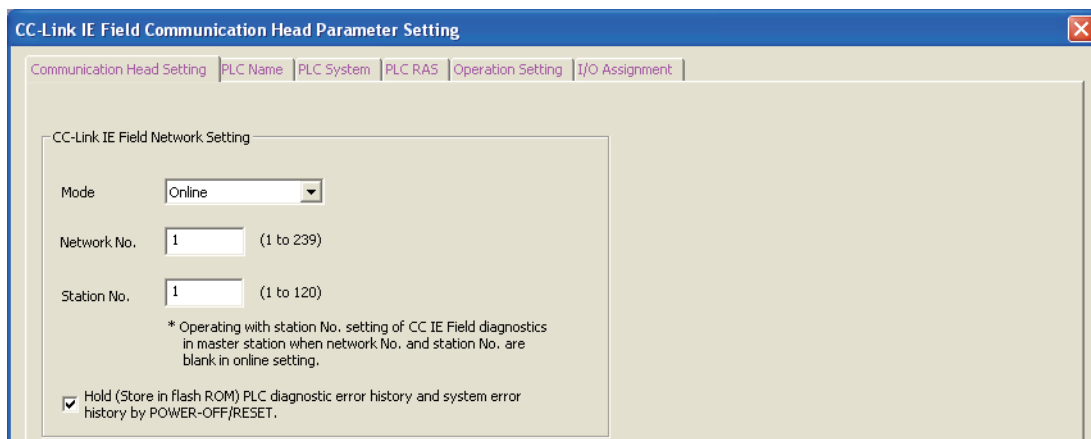 CC-Link IE Field Communication Head Parameter Setting
Communication Head Setting PLC Name PLC System PLC RAS Operation Setting I/O Assignment
CC-Link IE Field Network Setting
Mode Online
Network No. 1 (1 to 239)
Station No. 1 (1 to 120)
* Operating with station No. setting of CC IE Field diagnostics
in master station when network No. and station No. are
blank in online setting.
Hold (Store in flash ROM) PLC diagnostic error history and system error
history by POWER-OFF/RESET.